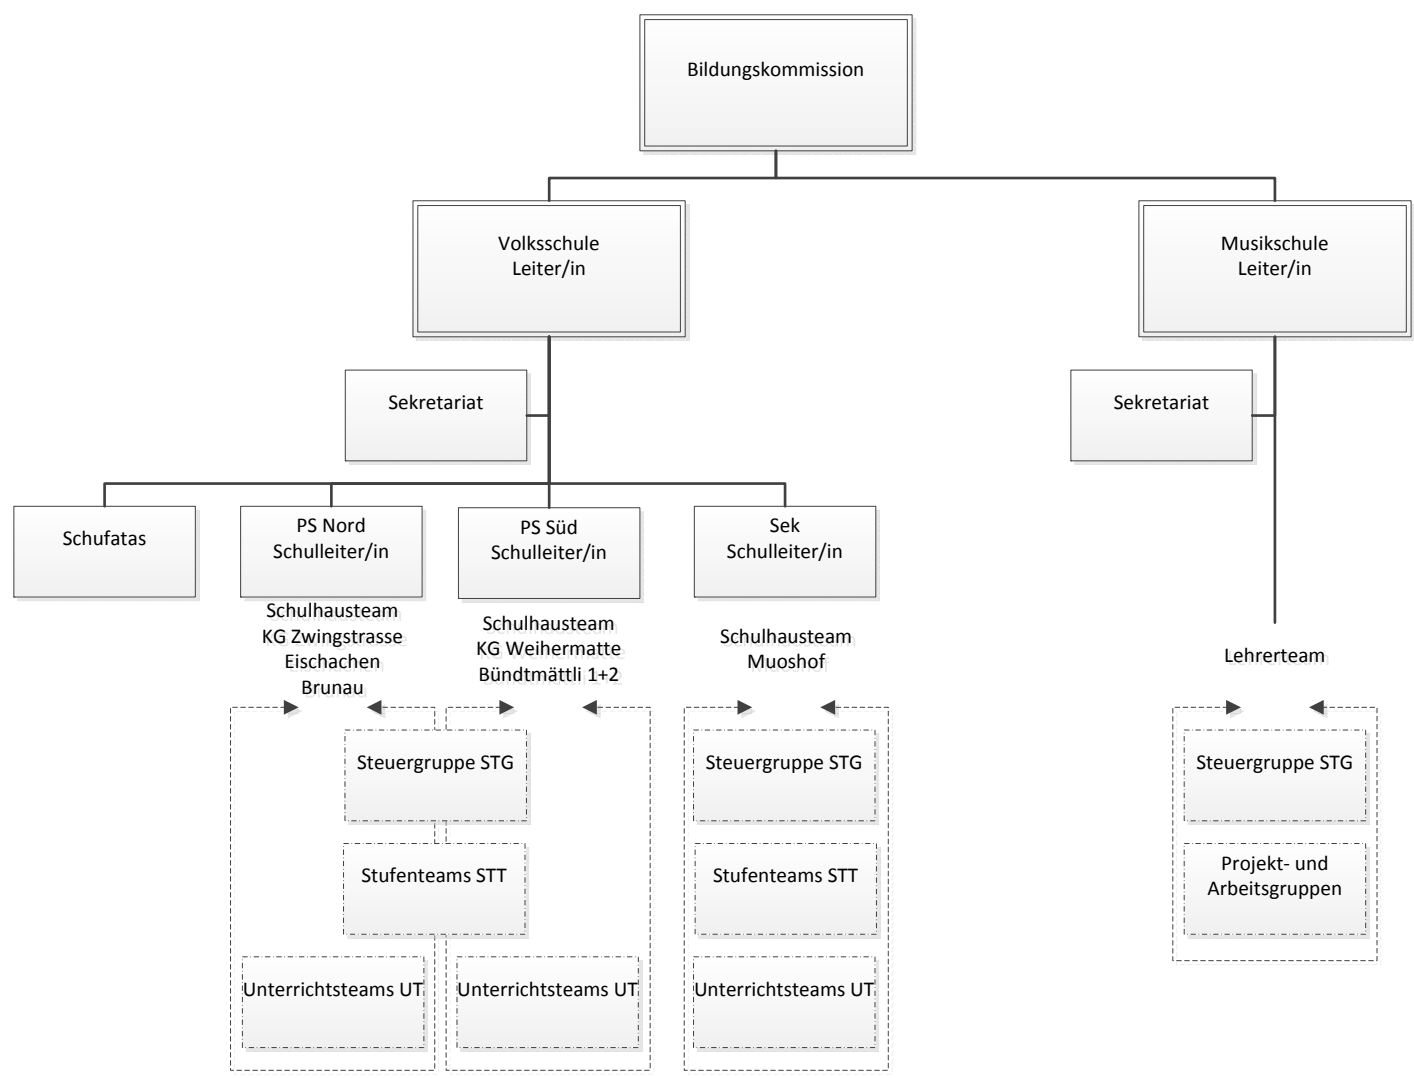 Bildungskommission
Volksschule
Leiter/in
Musikschule
Leiter/in
Sekretariat
Sekretariat
Schufatas
PS Nord
Schulleiter/in
PS Süd
Schulleiter/in
Sek
Schulleiter/in
Schulhausteam
KG Zwingstrasse
Eischachen
Brunau
Schulhausteam
KG Weihermatte
Bündtmättli 1+2
Schulhausteam
Muoshof
Lehrerteam
Steuergruppe STG
Steuergruppe STG
Steuergruppe STG
Stufenteams STT
Stufenteams STT
Projekt- und
Arbeitsgruppen
Unterrichtsteams UT
Unterrichtsteams UT
Unterrichtsteams UT